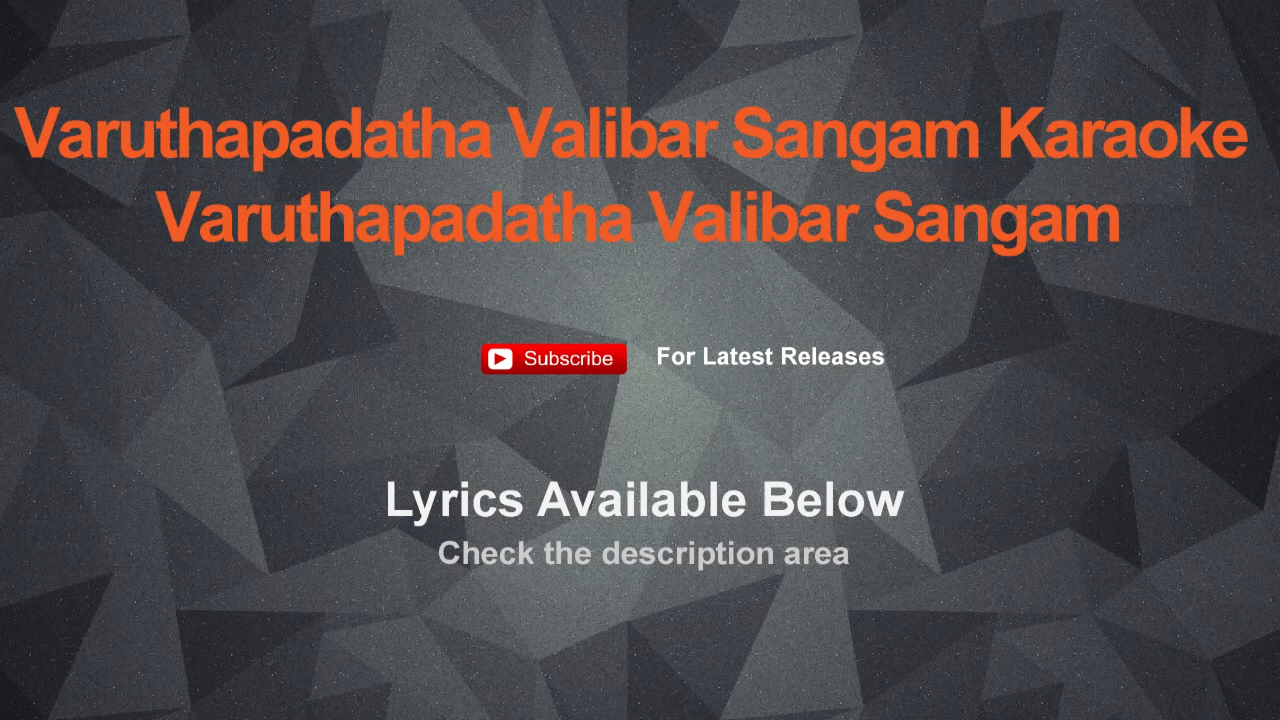 Varuthapadatha Valibar Sangam Karaoke
Varuthapadatha Valibar Sangam
Subscribe For Latest Releases
Lyrics Available Below
Check the description area